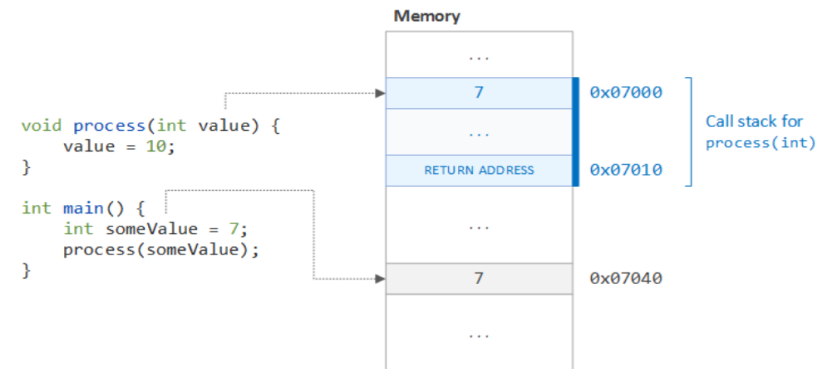 Memory
...
7 0x07000
...
RETURN ADDRESS 0x07010
Call stack for
process(int)
void process(int value) {
value = 10;
}
int main() {
int someValue = 7;
process(someValue);
}
...
7 0x07040
...